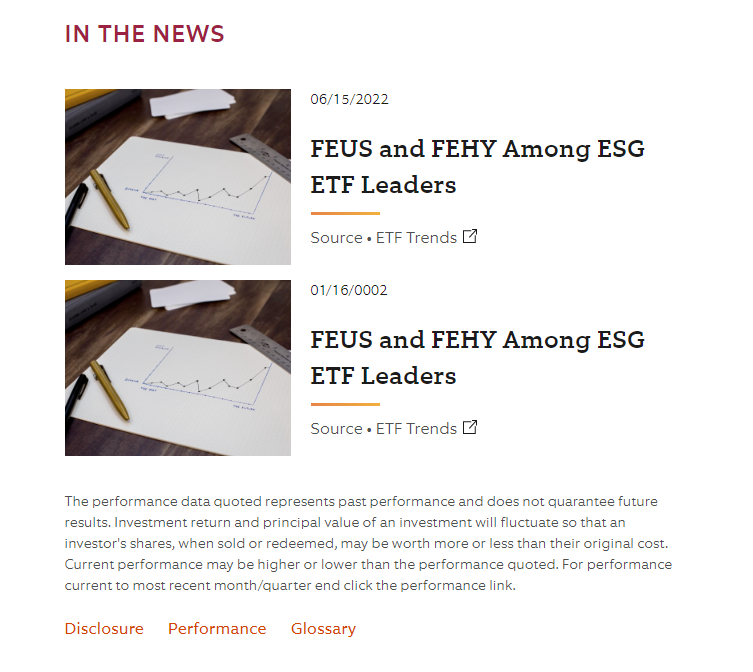 IN THE NEWS
06/15/2022
FEUS and FEHY Among ESG
ETF Leaders
Source • ETF Trends
01/16/0002
FEUS and FEHY Among ESG
ETF Leaders
Source • ETF Trends
The performance data quoted represents past performance and does not quarantee future
results. Investment return and principal value of an investment will fluctuate so that an
investor's shares, when sold or redeemed, may be worth more or less than their original cost.
Current performance may be higher or lower than the performance quoted. For performance
current to most recent month/quarter end click the performance link.
Disclosure Performance Glossary